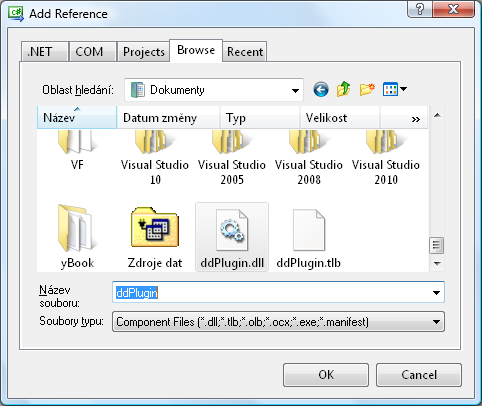 C#
Add Reference
.NET COM Projects Browse Recent
Oblast hledání: Dokumenty
Název Datum změny Typ Velikost »
VF Visual Studio 10 Visual Studio 2005 Visual Studio 2008 Visual Studio 2010
yBook Zdroje dat ddPlugin.dll ddPlugin.tlb
Název souboru: ddPlugin
Soubory typu: Component Files (*.dll;*.tlb;*.olb;*.ocx;*.exe;*.manifest)
OK Cancel